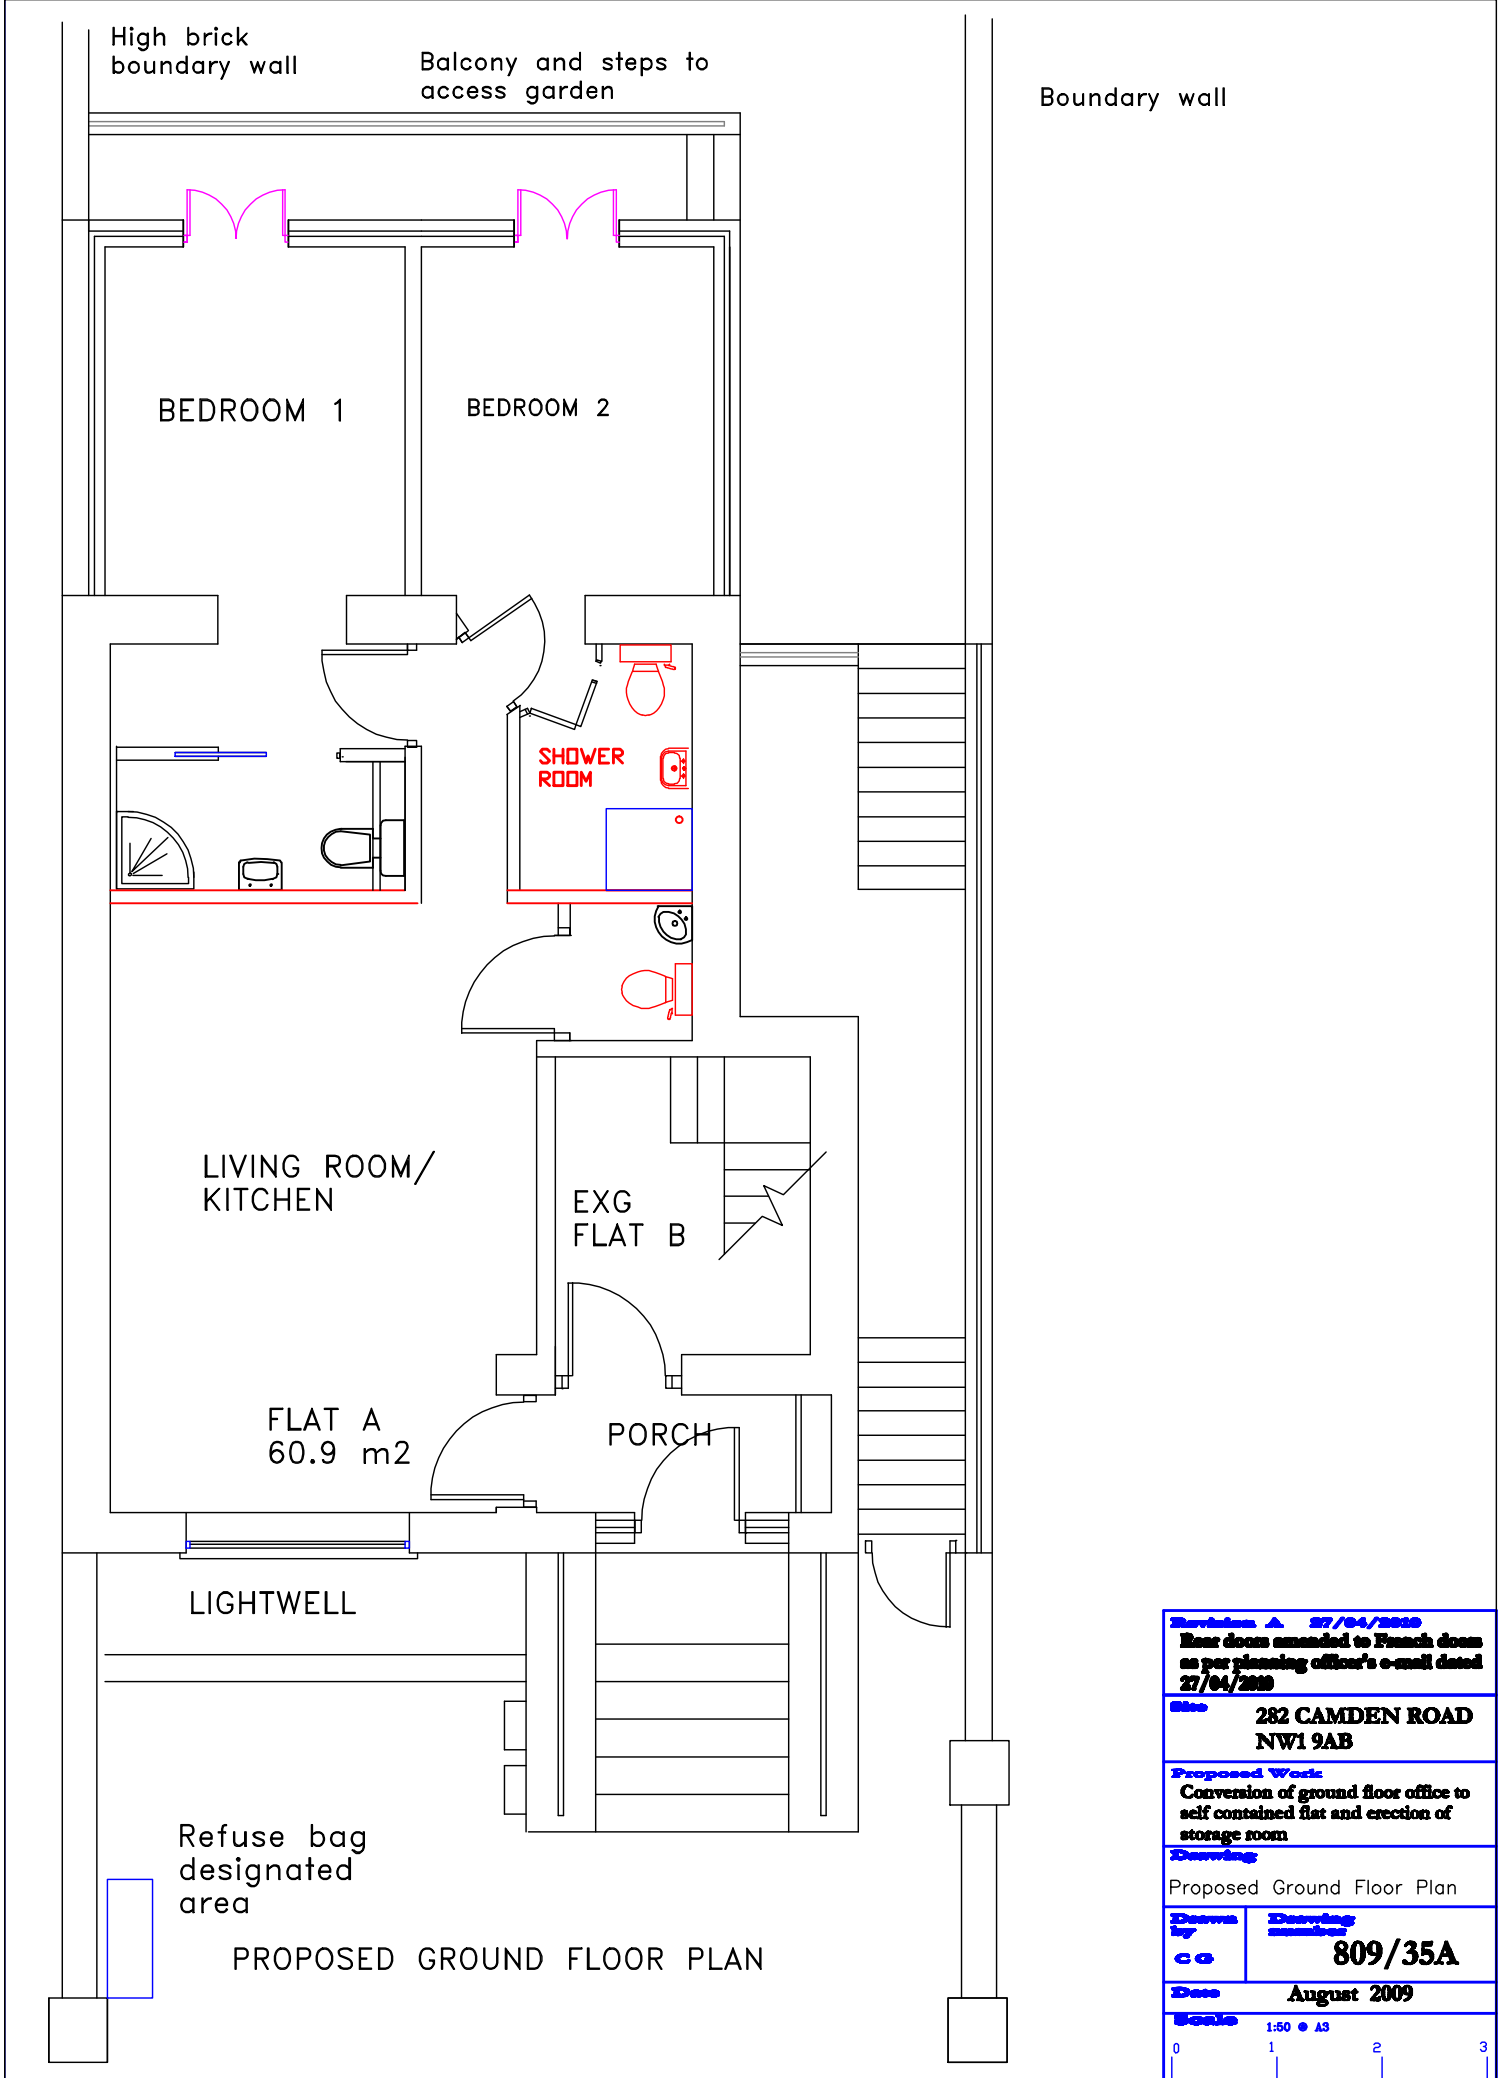 High brick
boundary wall
Balcony and steps to
access garden
Boundary wall
BEDROOM 1
BEDROOM 2
SHOWER
ROOM
LIVING ROOM/
KITCHEN
EXG
FLAT B
FLAT A
60.9 m2
PORCH
LIGHTWELL
Refuse bag
designated
area
PROPOSED GROUND FLOOR PLAN
Revision A 27/04/2010
Rear doors amended to French doors
as per planning officer's e-mail dated
27/04/2010
Site
282 CAMDEN ROAD
NW1 9AB
Proposed Work
Conversion of ground floor office to
self contained flat and erection of
storage room
Drawing
Proposed Ground Floor Plan
Drawn
by
C G
Drawing
number
809/35A
Date
August 2009
Scale
1:50 @ A3
0 1 2 3